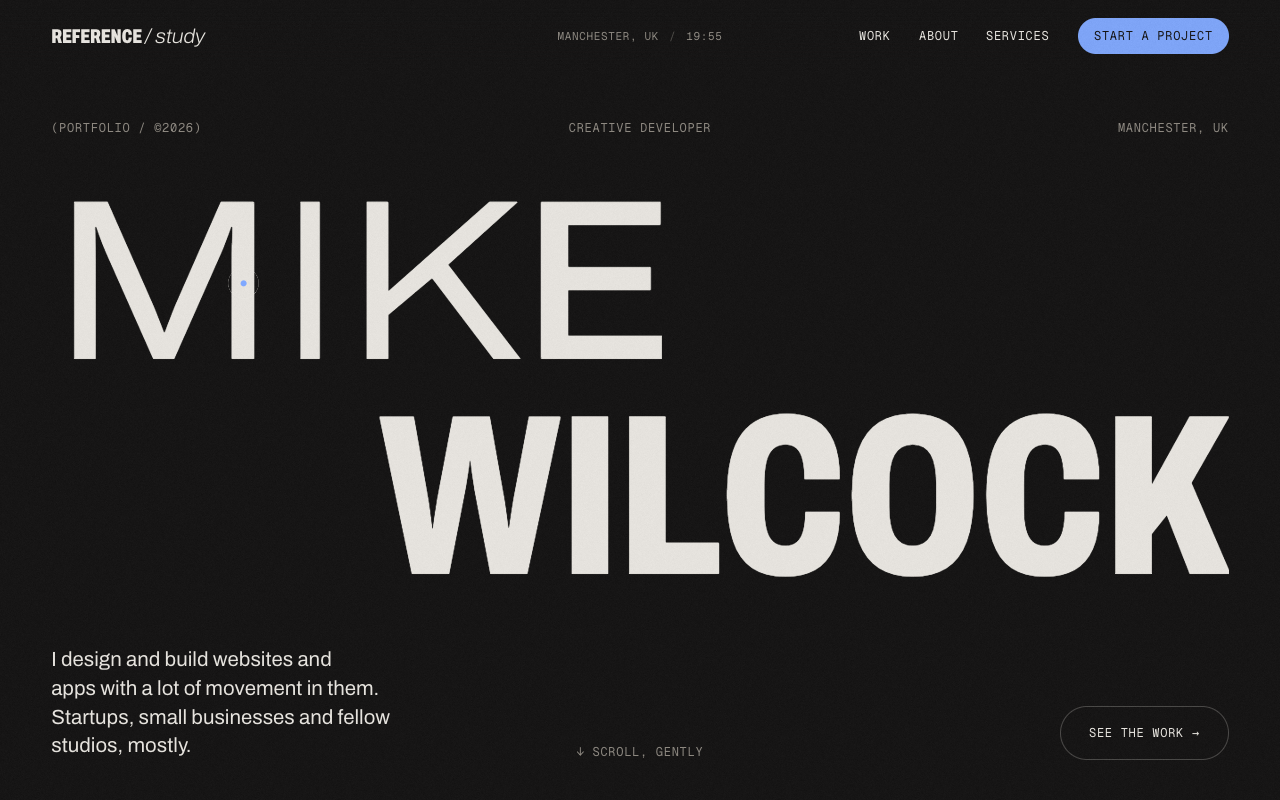 REFERENCE / study
MANCHESTER, UK / 19:55
WORK
ABOUT
SERVICES
START A PROJECT
(PORTFOLIO / ©2026)
CREATIVE DEVELOPER
MANCHESTER, UK
MIKE
WILCOCK
I design and build websites and
apps with a lot of movement in them.
Startups, small businesses and fellow
studios, mostly.
↓ SCROLL, GENTLY
SEE THE WORK →